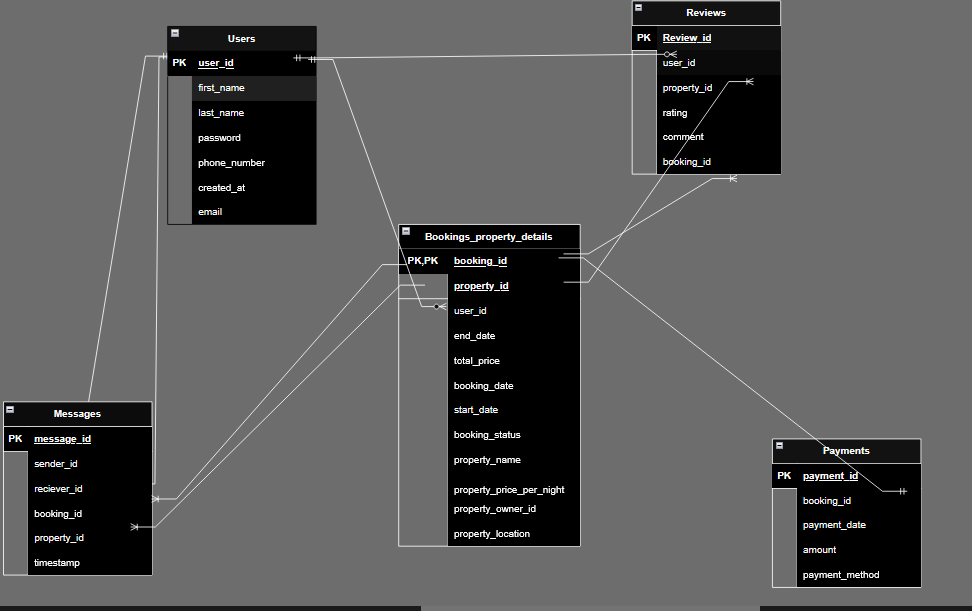 Users
PK user_id
first_name
last_name
password
phone_number
created_at
email
Reviews
PK Review_id
user_id
property_id
rating
comment
booking_id
Bookings_property_details
PK,PK booking_id
property_id
user_id
end_date
total_price
booking_date
start_date
booking_status
property_name
property_price_per_night
property_owner_id
property_location
Messages
PK message_id
sender_id
reciever_id
booking_id
property_id
timestamp
Payments
PK payment_id
booking_id
payment_date
amount
payment_method